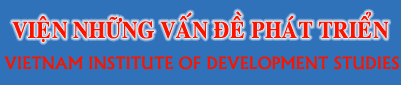 VIỆN NHỮNG VẤN ĐỀ PHÁT TRIỂN
VIETNAM INSTITUTE OF DEVELOPMENT STUDIES